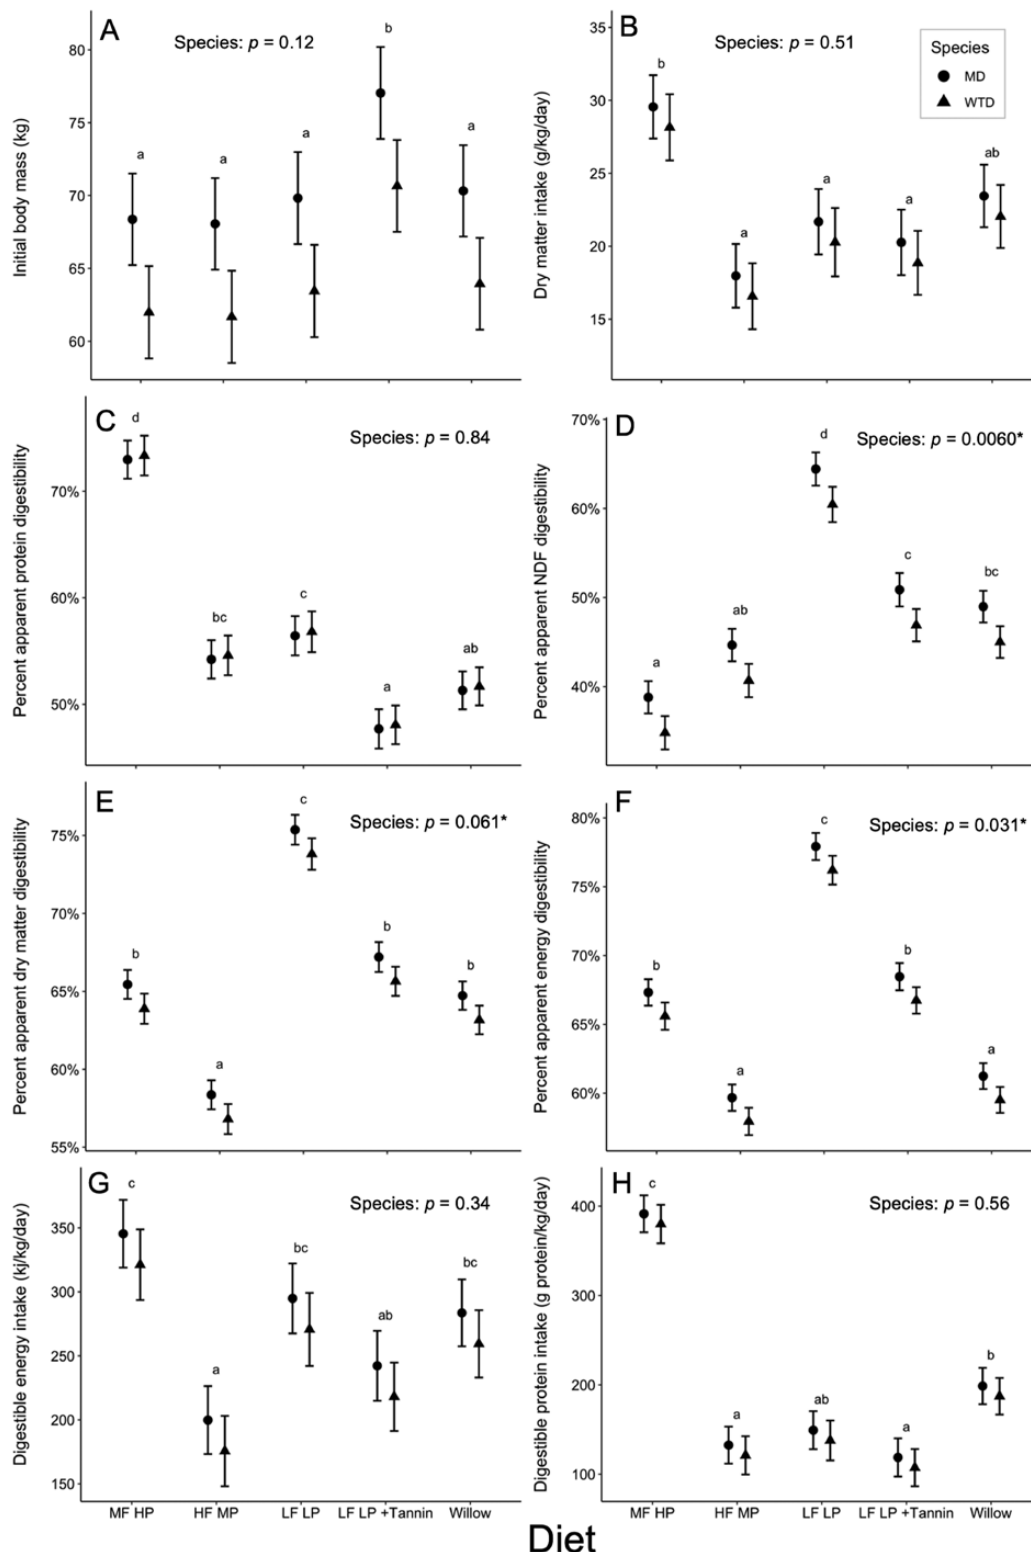 A
Species: p = 0.12
Initial body mass (kg)
80
75
70
65
60
a
a
a
b
a
B
Species: p = 0.51
Species
MD
WTD
Dry matter intake (g/kg/day)
35
30
25
20
15
b
a
a
a
ab
C
Species: p = 0.84
Percent apparent protein digestibility
70%
60%
50%
d
bc
c
a
ab
D
Species: p = 0.0060*
Percent apparent NDF digestibility
70%
60%
50%
40%
a
ab
d
c
bc
E
Species: p = 0.061*
Percent apparent dry matter digestibility
75%
70%
65%
60%
55%
b
a
c
b
b
F
Species: p = 0.031*
Percent apparent energy digestibility
80%
75%
70%
65%
60%
b
a
c
b
a
G
Species: p = 0.34
Digestible energy intake (kj/kg/day)
350
300
250
200
150
c
a
bc
ab
bc
MF HP HF MP LF LP LF LP +Tannin Willow
H
Species: p = 0.56
Digestible protein intake (g protein/kg/day)
400
300
200
100
c
a
ab
a
b
MF HP HF MP LF LP LF LP +Tannin Willow
Diet